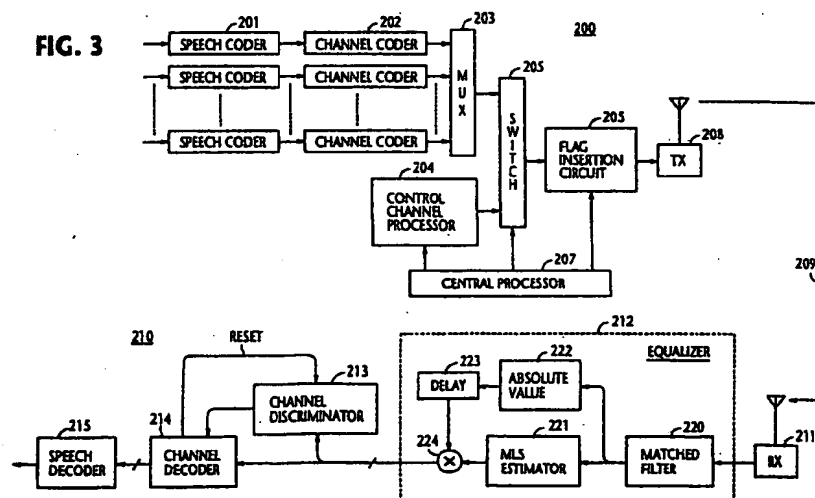 FIG. 3
201
202
203
200
SPEECH CODER
CHANNEL CODER
SPEECH CODER
CHANNEL CODER
SPEECH CODER
CHANNEL CODER
MUX
205
SWITCH
205
FLAG
INSERTION
CIRCUIT
208
TX
204
CONTROL
CHANNEL
PROCESSOR
207
CENTRAL PROCESSOR
209
210
RESET
212
EQUALIZER
213
CHANNEL
DISCRIMINATOR
223
DELAY
222
ABSOLUTE
VALUE
215
SPEECH
DECODER
214
CHANNEL
DECODER
224
X
221
MLS
ESTIMATOR
220
MATCHED
FILTER
211
RX